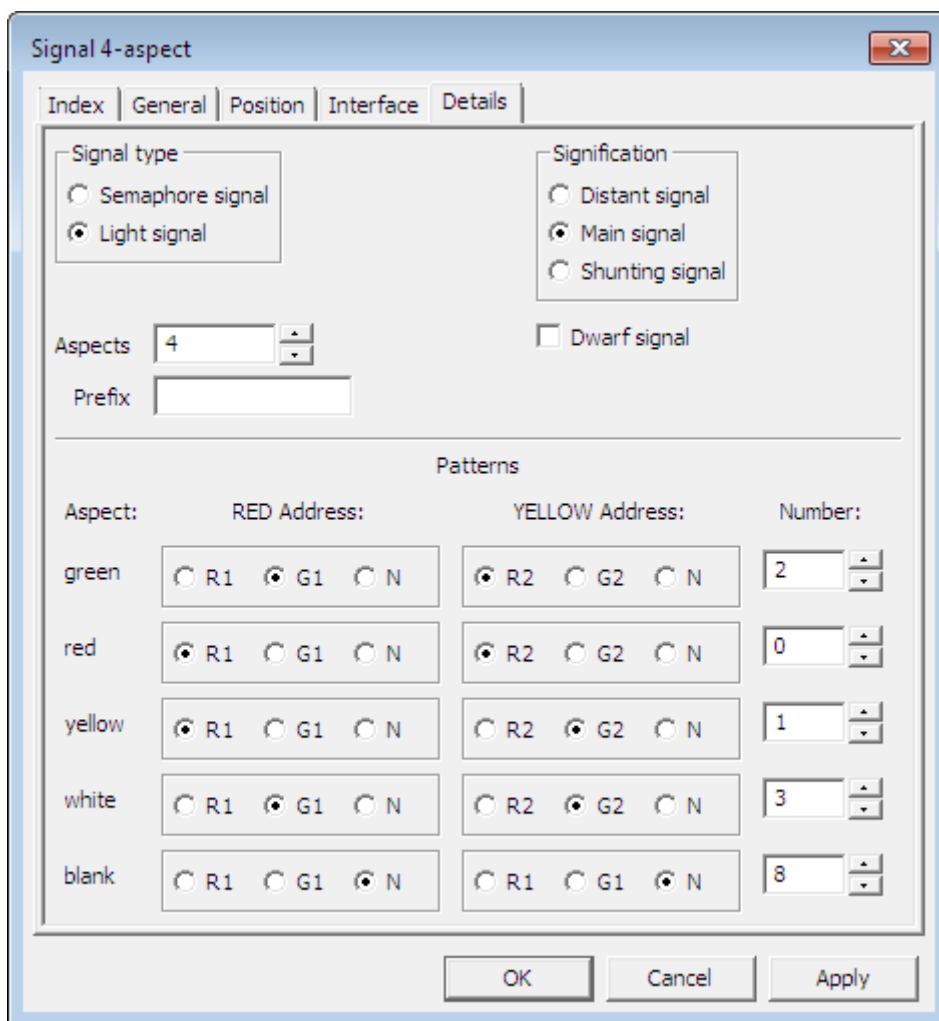 Signal 4-aspect
Index General Position Interface Details
Signal type Signification
Semaphore signal Distant signal
Light signal Main signal
Shunting signal
Aspects 4 Dwarf signal
Prefix
Patterns
Aspect: RED Address: YELLOW Address: Number:
green R1 G1 N R2 G2 N 2
red R1 G1 N R2 G2 N 0
yellow R1 G1 N R2 G2 N 1
white R1 G1 N R2 G2 N 3
blank R1 G1 N R1 G1 N 8
OK Cancel Apply